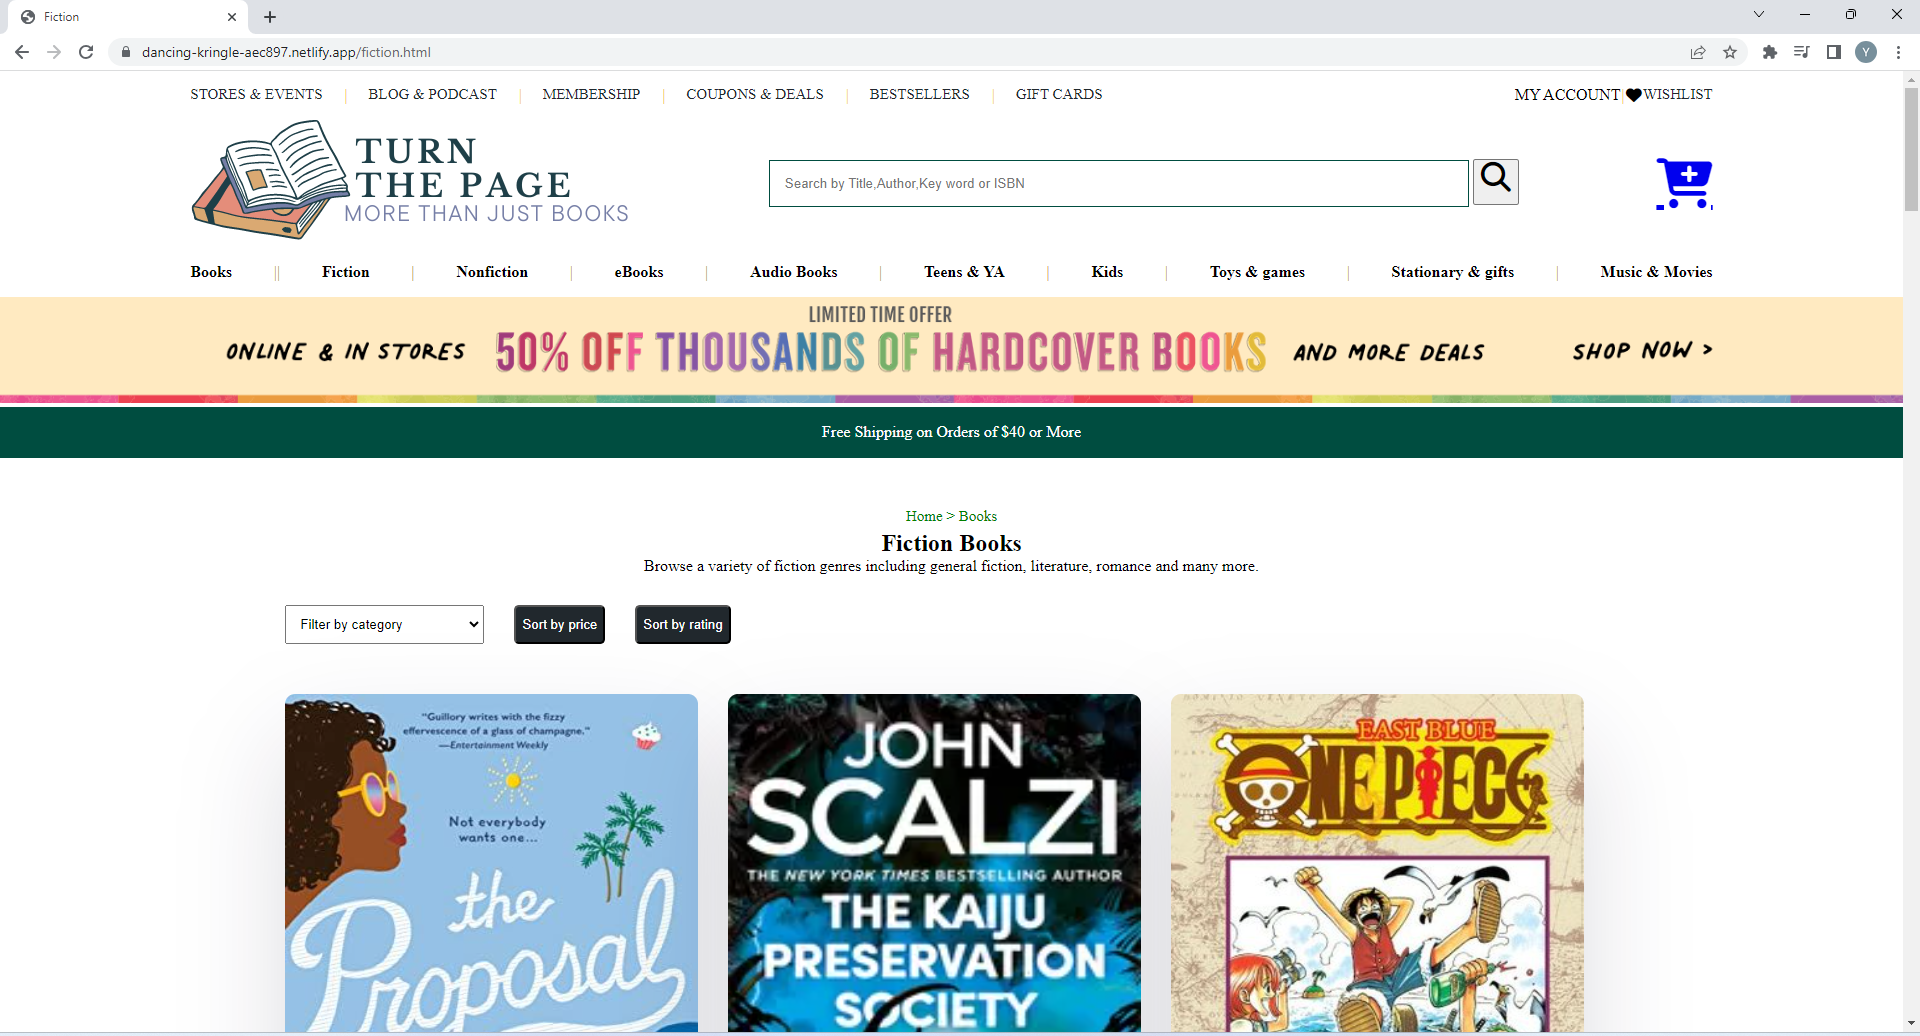 Fiction
dancing-kringle-aec897.netlify.app/fiction.html
Y
STORES & EVENTS | BLOG & PODCAST | MEMBERSHIP | COUPONS & DEALS | BESTSELLERS | GIFT CARDS
MY ACCOUNT | WISHLIST
TURN
THE PAGE
MORE THAN JUST BOOKS
Search by Title,Author,Key word or ISBN
Books || Fiction | Nonfiction | eBooks | Audio Books | Teens & YA | Kids | Toys & games | Stationary & gifts | Music & Movies
LIMITED TIME OFFER
ONLINE & IN STORES 50% OFF THOUSANDS OF HARDCOVER BOOKS AND MORE DEALS SHOP NOW >
Free Shipping on Orders of $40 or More
Home > Books
Fiction Books
Browse a variety of fiction genres including general fiction, literature, romance and many more.
Filter by category
Sort by price
Sort by rating
"Guillory writes with the fizzy
effervescence of a glass of champagne."
—Entertainment Weekly
Not everybody
wants one...
the
Proposal
JOHN
SCALZI
THE NEW YORK TIMES BESTSELLING AUTHOR
THE KAIJU
PRESERVATION
SOCIETY
EAST BLUE
ONE PIECE